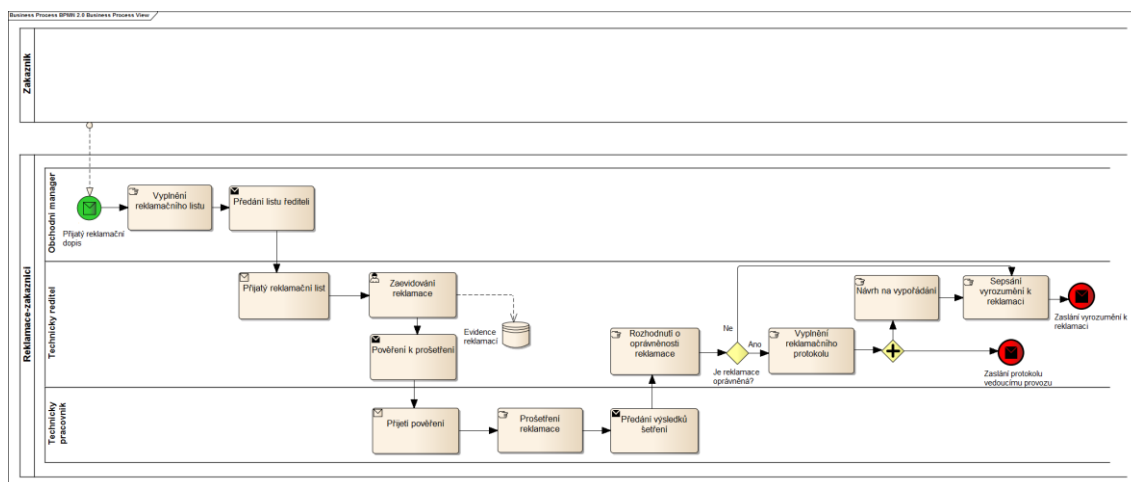 Business Process BPMN 2.0 Business Process View
Zakaznik
Reklamace-zakaznici
Obchodni manager
Přijatý reklamační
dopis
Vyplnění
reklamačního listu
Předání listu řediteli
Technicky reditel
Přijatý reklamační list
Zaevidování
reklamace
Evidence
reklamací
Pověření k prošetření
Rozhodnutí o
oprávněnosti
reklamace
Ne
Ano
Je reklamace
oprávněná?
Vyplnění
reklamačního
protokolu
Návrh na vypořádání
Sepsání
vyrozumění k
reklamaci
Zaslání vyrozumění k
reklamaci
Zaslání protokolu
vedoucímu provozu
Technicky
pracovnik
Přijetí pověření
Prošetření
reklamace
Předání výsledků
šetření